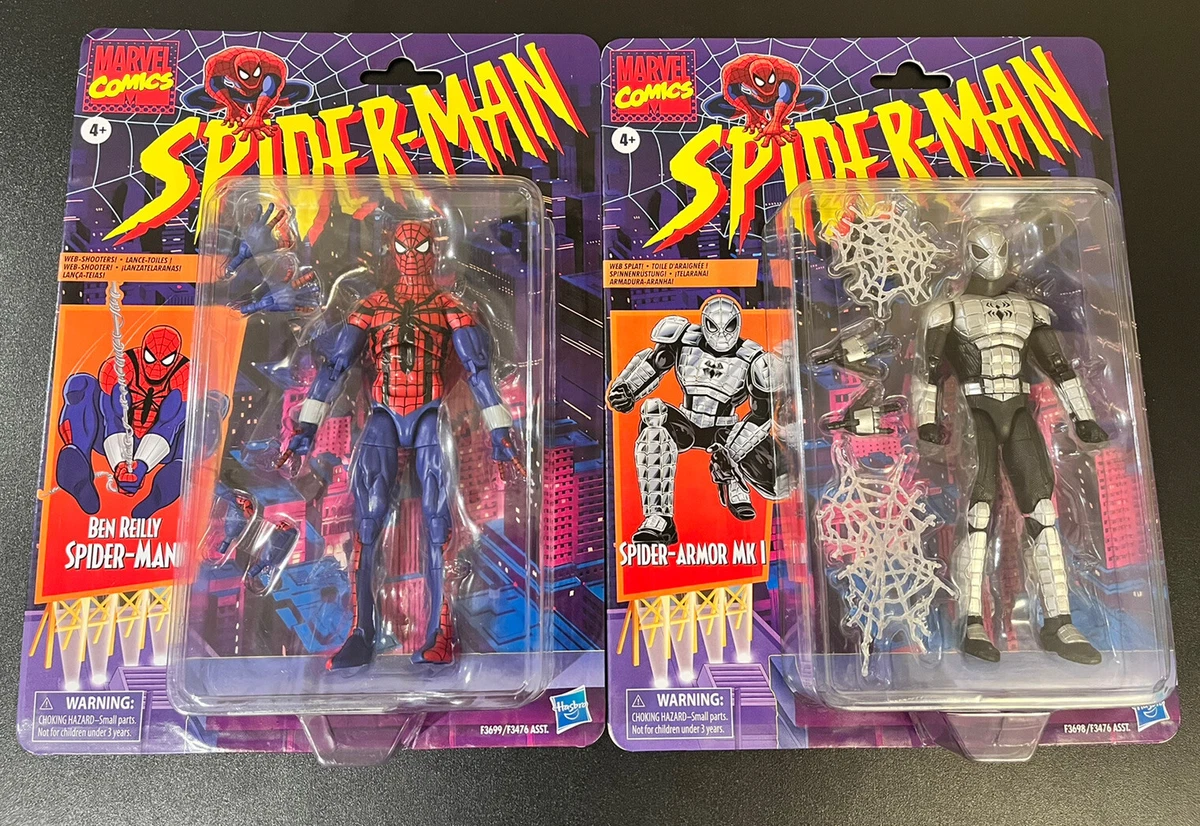 MARVEL
COMICS
4+
SPIDER-MAN
WEB-SHOOTERS! • LANCE-TOILES !
WEB-SHOOTER! • ¡LANZATELARAÑAS!
LANÇA-TEIAS!
BEN REILLY
SPIDER-MAN
WARNING:
CHOKING HAZARD–Small parts.
Not for children under 3 years.
Hasbro
F3699/F3476 ASST.
MARVEL
COMICS
4+
SPIDER-MAN
WEB SPLAT! • TOILE D'ARAIGNÉE !
SPINNENRÜSTUNG! • ¡TELARAÑA!
ARMADURA-ARANHA!
SPIDER-ARMOR MK I
WARNING:
CHOKING HAZARD–Small parts.
Not for children under 3 years.
F3698/F3476 ASST.
Hasbro